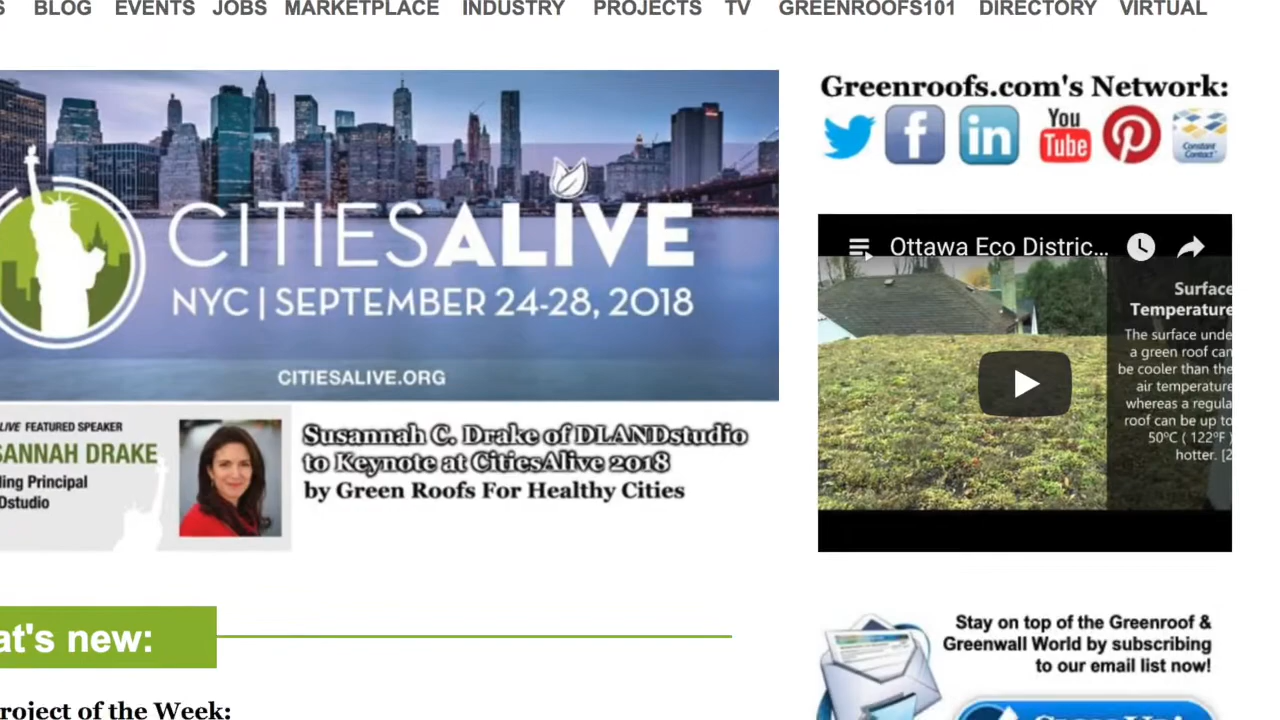 S BLOG EVENTS JOBS MARKETPLACE INDUSTRY PROJECTS TV GREENROOFS101 DIRECTORY VIRTUAL
CITIESALIVE
NYC | SEPTEMBER 24-28, 2018
CITIESALIVE.ORG
LIVE FEATURED SPEAKER
SANNAH DRAKE
ling Principal
Dstudio
Susannah C. Drake of DLANDstudio
to Keynote at CitiesAlive 2018
by Green Roofs For Healthy Cities
at's new:
roject of the Week:
Greenroofs.com's Network:
f
in
You
Tube
Constant
Contact
Ottawa Eco Distric...
Surface
Temperature
The surface unde
a green roof can
be cooler than the
air temperature
whereas a regula
roof can be up to
50°C ( 122°F )
hotter. [2
Stay on top of the Greenroof &
Greenwall World by subscribing
to our email list now!